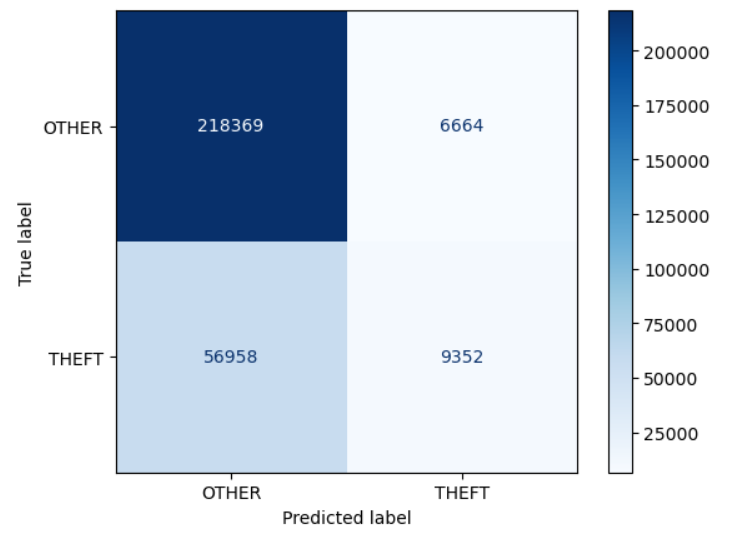 OTHER
218369
6664
THEFT
56958
9352
True label
OTHER
THEFT
Predicted label
200000
175000
150000
125000
100000
75000
50000
25000